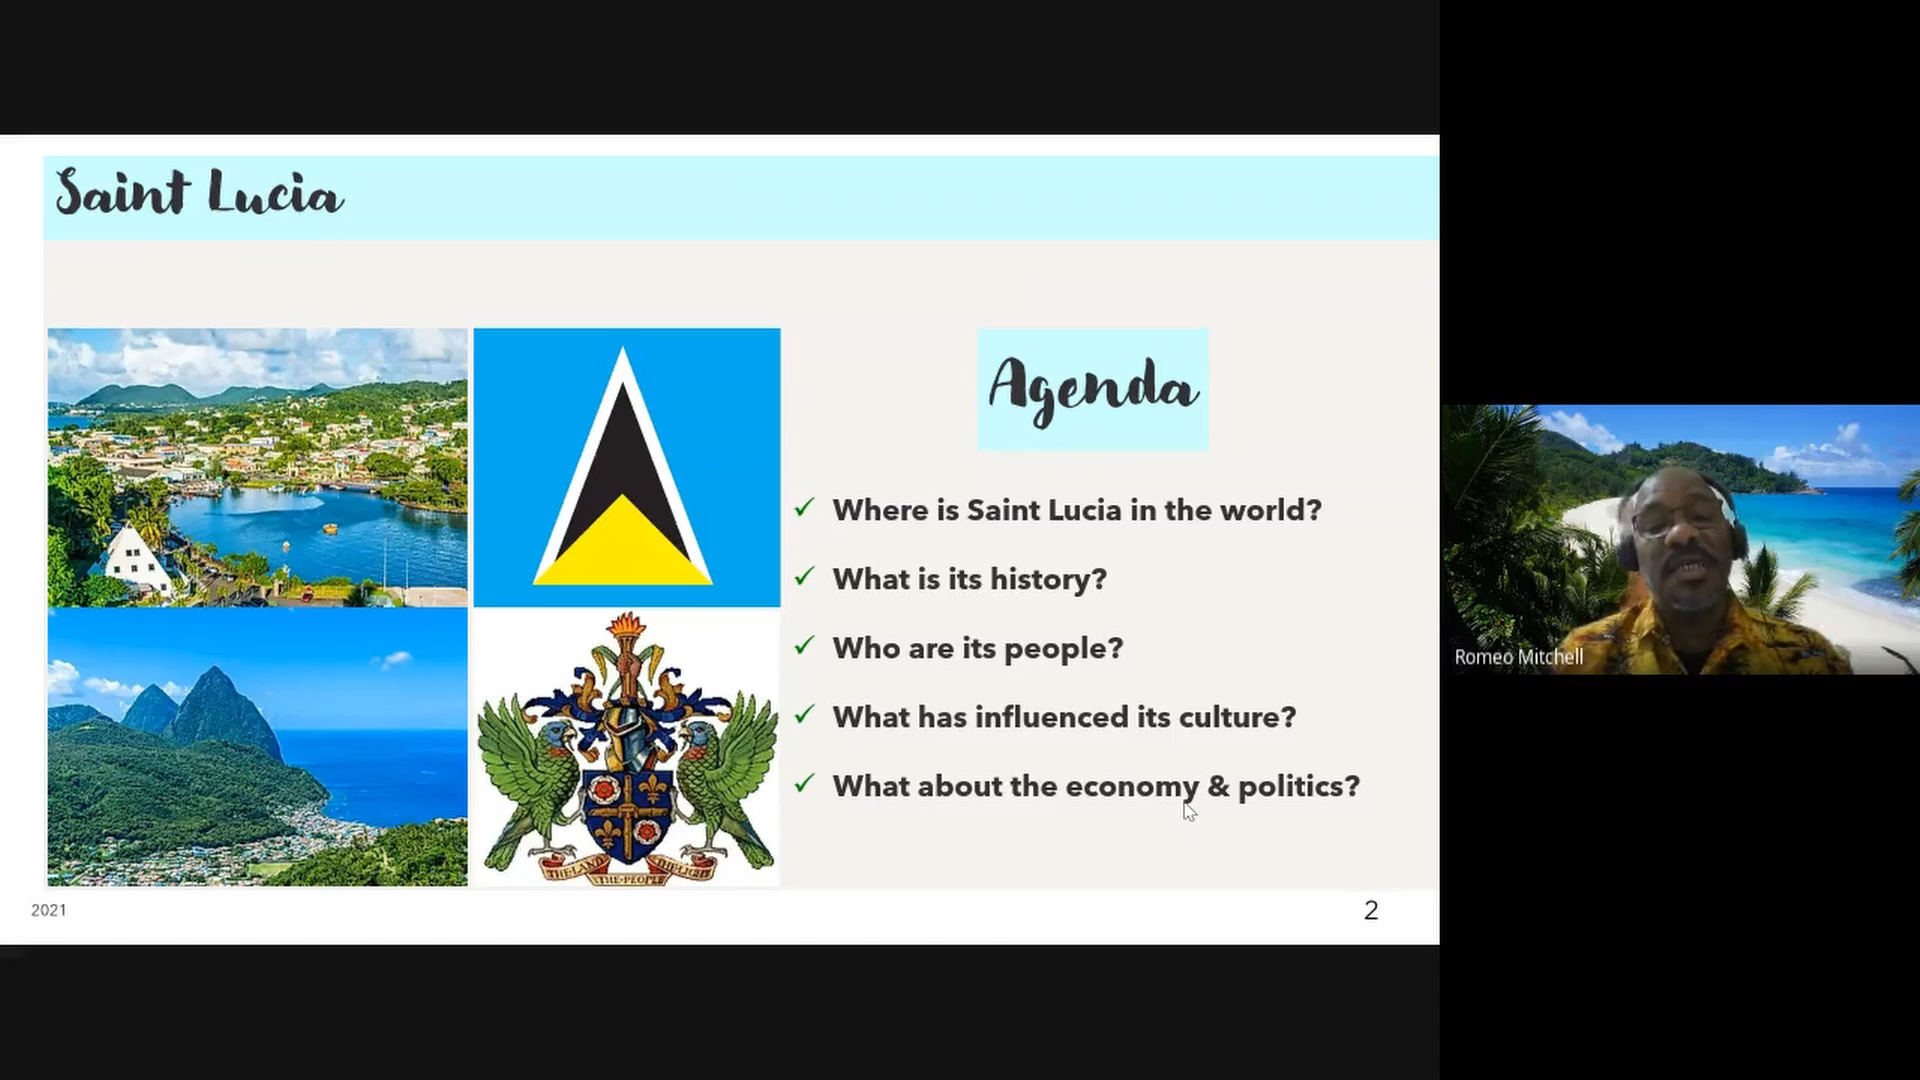 Saint Lucia
Agenda
✓ Where is Saint Lucia in the world?
✓ What is its history?
✓ Who are its people?
✓ What has influenced its culture?
✓ What about the economy & politics?
THE·LAND
THE·PEOPLE
THE·LIGHT
2021
2
Romeo Mitchell